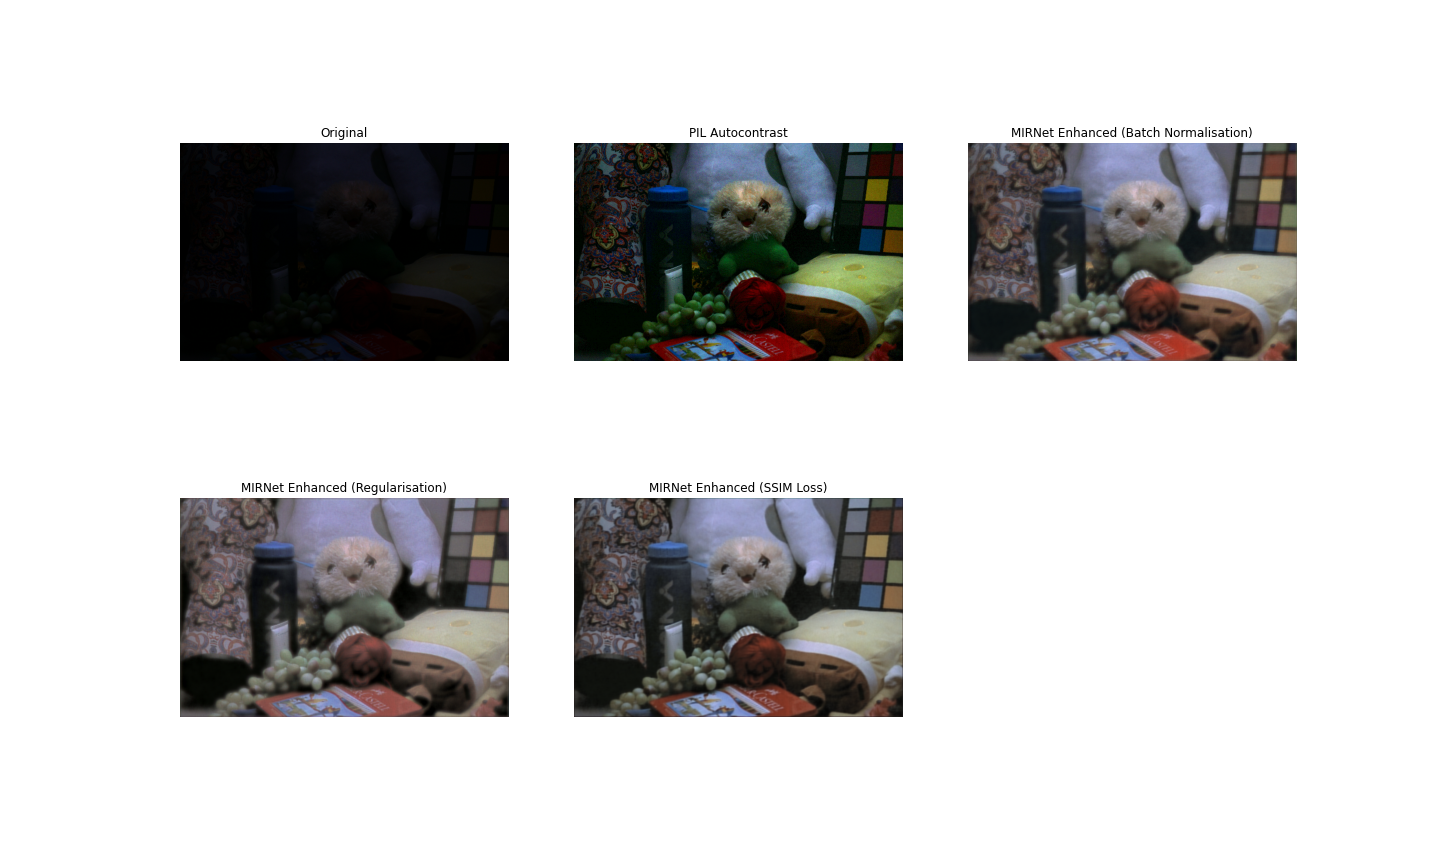 Original
PIL Autocontrast
MIRNet Enhanced (Batch Normalisation)
MIRNet Enhanced (Regularisation)
MIRNet Enhanced (SSIM Loss)